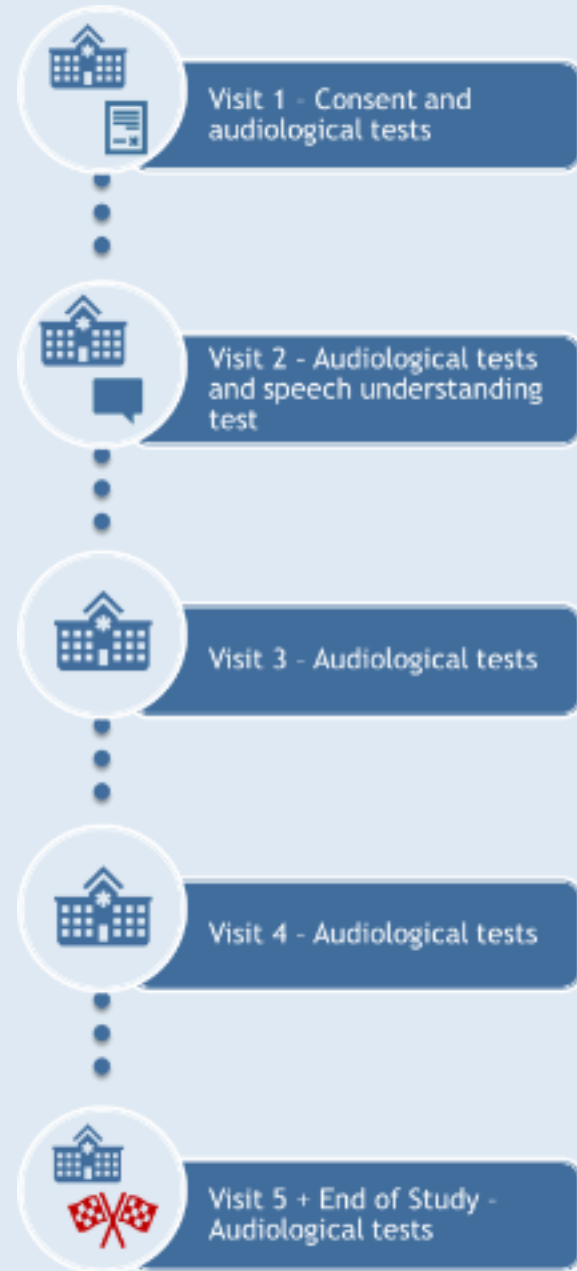 Visit 1 - Consent and
audiological tests
Visit 2 - Audiological tests
and speech understanding
test
Visit 3 - Audiological tests
Visit 4 - Audiological tests
Visit 5 + End of Study -
Audiological tests